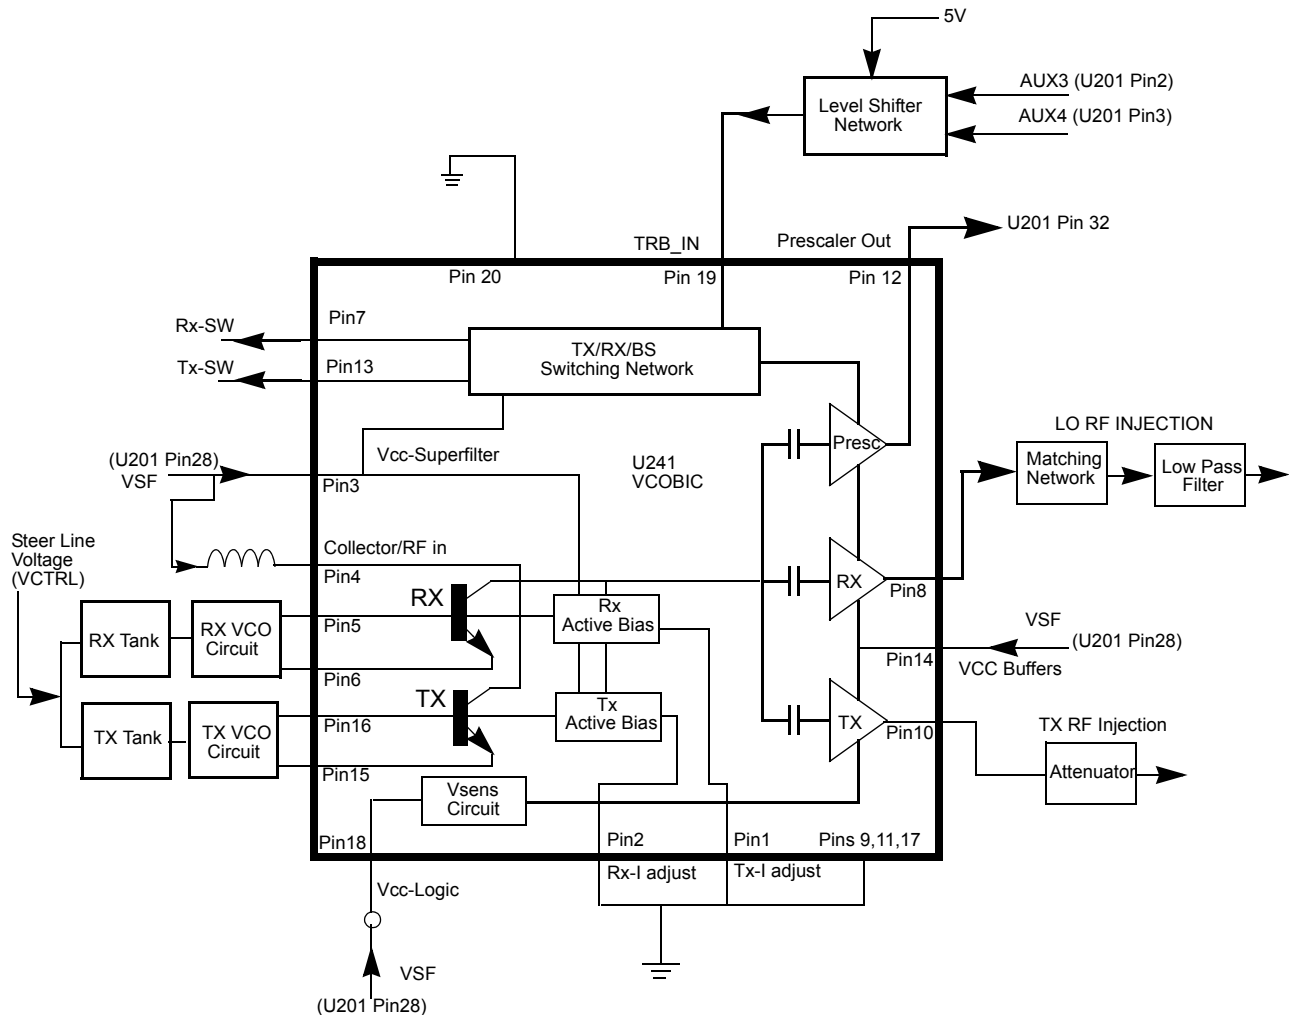 5V
Level Shifter
Network
AUX3 (U201 Pin2)
AUX4 (U201 Pin3)
U201 Pin 32
TRB_IN
Prescaler Out
Pin 20
Pin 19
Pin 12
Rx-SW
Pin7
Tx-SW
Pin13
TX/RX/BS
Switching Network
Presc
LO RF INJECTION
Matching
Network
Low Pass
Filter
(U201 Pin28)
VSF
Pin3
Vcc-Superfilter
U241
VCOBIC
Steer Line
Voltage
(VCTRL)
Collector/RF in
Pin4
RX
Rx
Active Bias
RX
Pin8
RX Tank
RX VCO
Circuit
Pin5
Pin6
VSF
(U201 Pin28)
Pin14
VCC Buffers
TX
Tx
Active Bias
TX
Pin10
TX Tank
TX VCO
Circuit
Pin16
Pin15
TX RF Injection
Attenuator
Vsens
Circuit
Pin18
Pin2
Pin1
Pins 9,11,17
Rx-I adjust
Tx-I adjust
Vcc-Logic
VSF
(U201 Pin28)